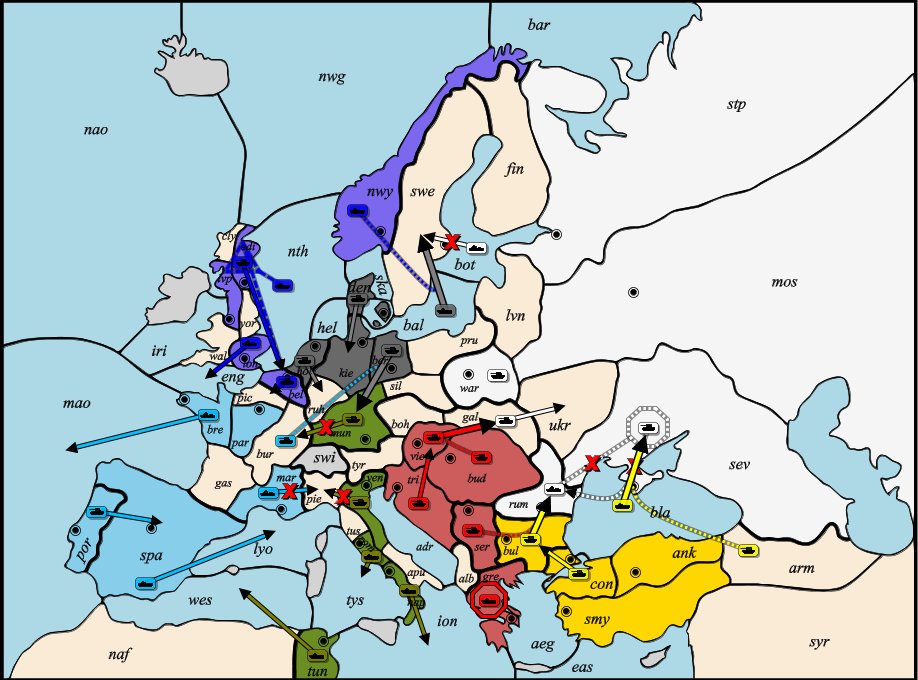 bar
nwg
stp
nao
fin
nwy
swe
cly
edi
nth
bot
mos
lvp
den
ska
lvn
yor
hel
bal
iri
wal
lon
pru
eng
hol
kie
ber
war
mao
bel
sil
pic
ruh
gal
ukr
bre
par
mun
boh
bur
swi
vie
sev
tyr
bud
gas
mar
pie
ven
tri
rum
bla
lyo
tus
adr
ser
bul
ank
por
spa
rom
apu
alb
gre
con
arm
wes
tys
nap
ion
smy
aeg
syr
naf
tun
eas